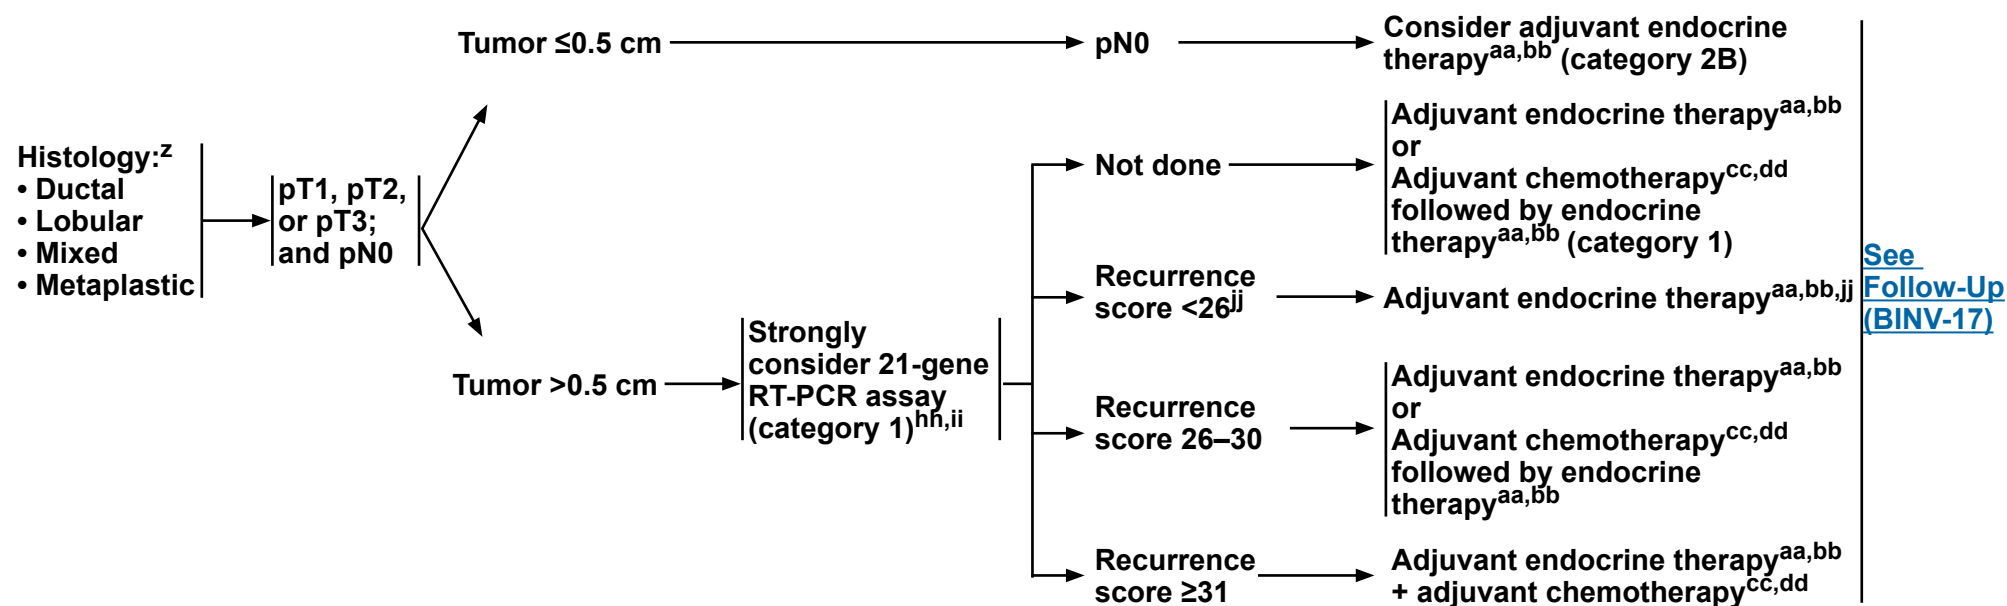 Histology:z
• Ductal
• Lobular
• Mixed
• Metaplastic
pT1, pT2,
or pT3;
and pN0
Tumor ≤0.5 cm
pN0
Consider adjuvant endocrine
therapyaa,bb (category 2B)
Tumor >0.5 cm
Strongly
consider 21-gene
RT-PCR assay
(category 1)hh,ii
Not done
Adjuvant endocrine therapyaa,bb
or
Adjuvant chemotherapycc,dd
followed by endocrine
therapyaa,bb (category 1)
Recurrence
score <26jj
Adjuvant endocrine therapyaa,bb,jj
Recurrence
score 26–30
Adjuvant endocrine therapyaa,bb
or
Adjuvant chemotherapycc,dd
followed by endocrine
therapyaa,bb
Recurrence
score ≥31
Adjuvant endocrine therapyaa,bb
+ adjuvant chemotherapycc,dd
See
Follow-Up
(BINV-17)